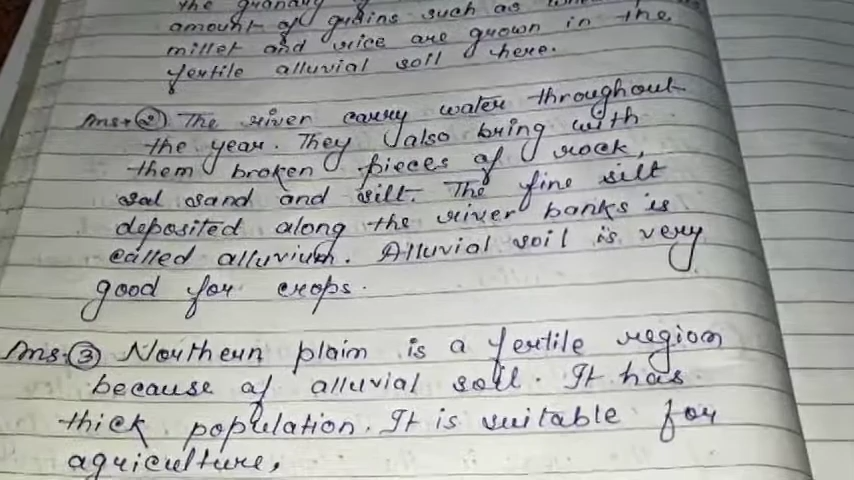 the granary
amount of grains such as
millet and rice are grown in the
fertile alluvial soil here.
Ans+② The river carry water throughout
the year. They also bring with
them broken pieces of rock,
sal sand and silt. The fine silt
deposited along the river banks is
called alluvium. Alluvial soil is very
good for crops.
Ans.③ Northern plain is a fertile region
because of alluvial soil. It has
thick population. It is suitable for
agriculture,